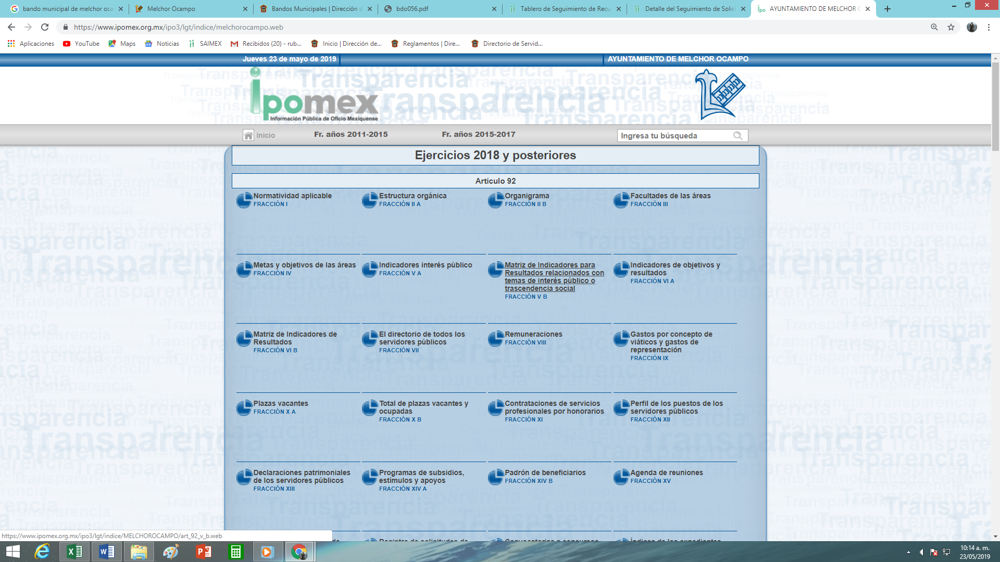 bando municipal de melchor oca
Melchor Ocampo
Bandos Municipales | Dirección d
bdo056.pdf
Tablero de Seguimiento de Recu
Detalle del Seguimiento de Solic
AYUNTAMIENTO DE MELCHOR O
https://www.ipomex.org.mx/ipo3/lgt/indice/melchorocampo.web
Aplicaciones
YouTube
Maps
Noticias
SAIMEX
Recibidos (20) - rub...
Inicio | Dirección de...
Reglamentos | Dire...
Directorio de Servid...
Jueves 23 de mayo de 2019
AYUNTAMIENTO DE MELCHOR OCAMPO
Transparencia
ipomex
Información Pública de Oficio Mexiquense
Inicio
Fr. años 2011-2015
Fr. años 2015-2017
Ingresa tu búsqueda
Ejercicios 2018 y posteriores
Artículo 92
Normatividad aplicable
FRACCIÓN I
Estructura orgánica
FRACCIÓN II A
Organigrama
FRACCIÓN II B
Facultades de las áreas
FRACCIÓN III
Metas y objetivos de las áreas
FRACCIÓN IV
Indicadores interés público
FRACCIÓN V A
Matriz de Indicadores para
Resultados relacionados con
temas de interés público o
trascendencia social
FRACCIÓN V B
Indicadores de objetivos y
resultados
FRACCIÓN VI A
Matriz de Indicadores de
Resultados
FRACCIÓN VI B
El directorio de todos los
servidores públicos
FRACCIÓN VII
Remuneraciones
FRACCIÓN VIII
Gastos por concepto de
viáticos y gastos de
representación
FRACCIÓN IX
Plazas vacantes
FRACCIÓN X A
Total de plazas vacantes y
ocupadas
FRACCIÓN X B
Contrataciones de servicios
profesionales por honorarios
FRACCIÓN XI
Perfil de los puestos de los
servidores públicos
FRACCIÓN XII
Declaraciones patrimoniales
de los servidores públicos
FRACCIÓN XIII
Programas de subsidios,
estímulos y apoyos
FRACCIÓN XIV A
Padrón de beneficiarios
FRACCIÓN XIV B
Agenda de reuniones
FRACCIÓN XV
de
Registro de solicitudes de
Convocatorias a concursos
Índices de los expedientes
https://www.ipomex.org.mx/ipo3/lgt/indice/MELCHOROCAMPO/art_92_v_b.web
10:14 a. m.
23/05/2019